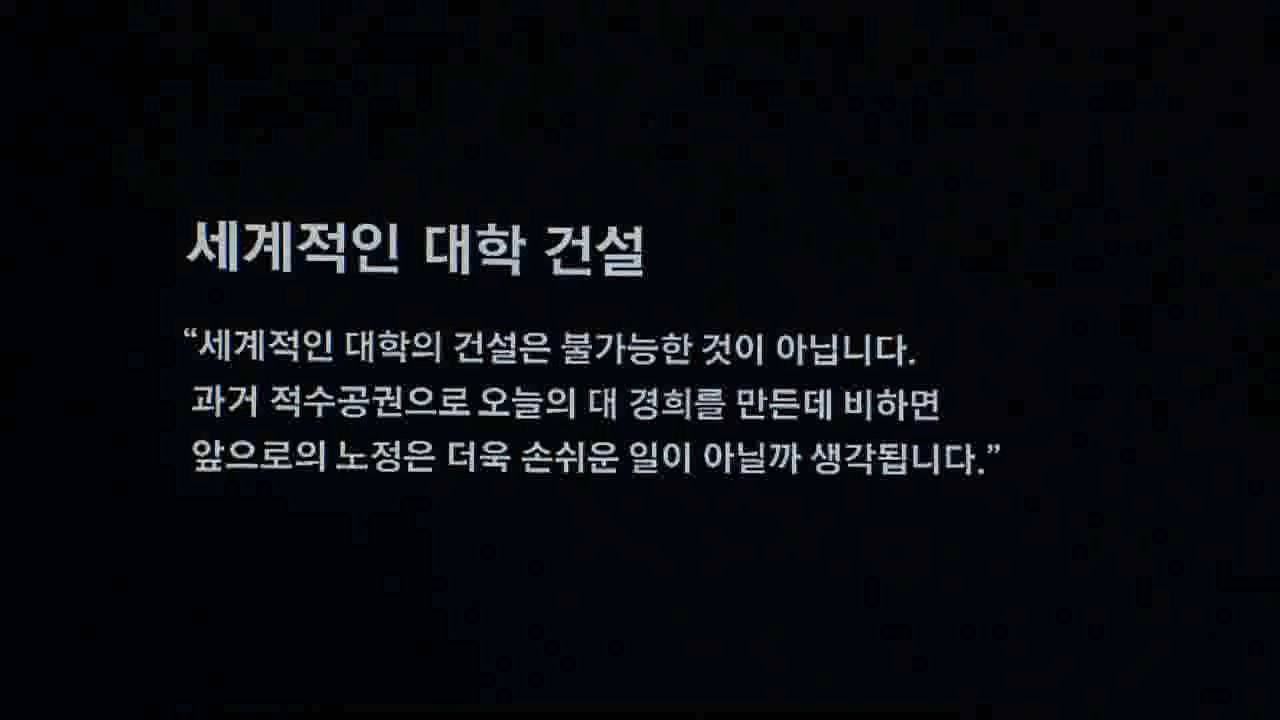 세계적인 대학 건설
“세계적인 대학의 건설은 불가능한 것이 아닙니다.
과거 적수공권으로 오늘의 대 경희를 만든데 비하면
앞으로의 노정은 더욱 손쉬운 일이 아닐까 생각됩니다.”